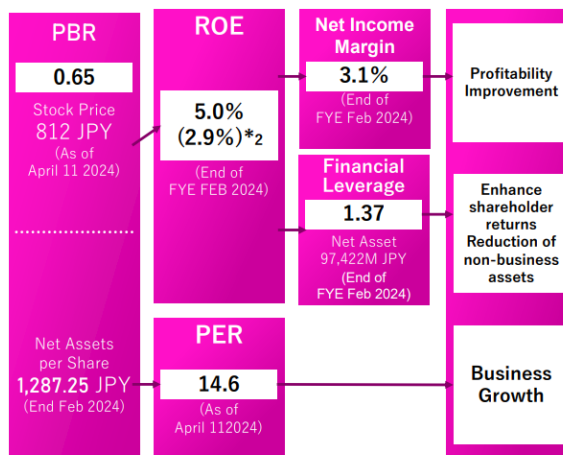 PBR
0.65
Stock Price
812 JPY
(As of
April 11 2024)
Net Assets
per Share
1,287.25 JPY
(End Feb 2024)
ROE
5.0%
(2.9%)*2
(End of
FYE FEB 2024)
PER
14.6
(As of
April 112024)
Net Income
Margin
3.1%
(End of
FYE Feb 2024)
Financial
Leverage
1.37
Net Asset
97,422M JPY
(End of
FYE Feb 2024)
Profitability
Improvement
Enhance
shareholder
returns
Reduction of
non-business
assets
Business
Growth